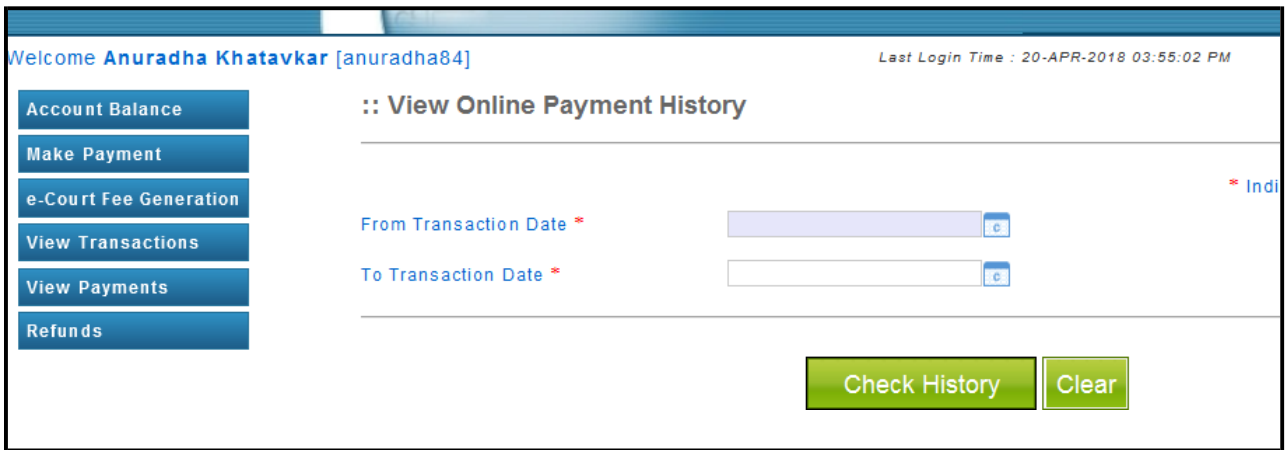 Welcome Anuradha Khatavkar [anuradha84]
Last Login Time : 20-APR-2018 03:55:02 PM
Account Balance
Make Payment
e-Court Fee Generation
View Transactions
View Payments
Refunds
:: View Online Payment History
* Indi
From Transaction Date *
To Transaction Date *
Check History
Clear